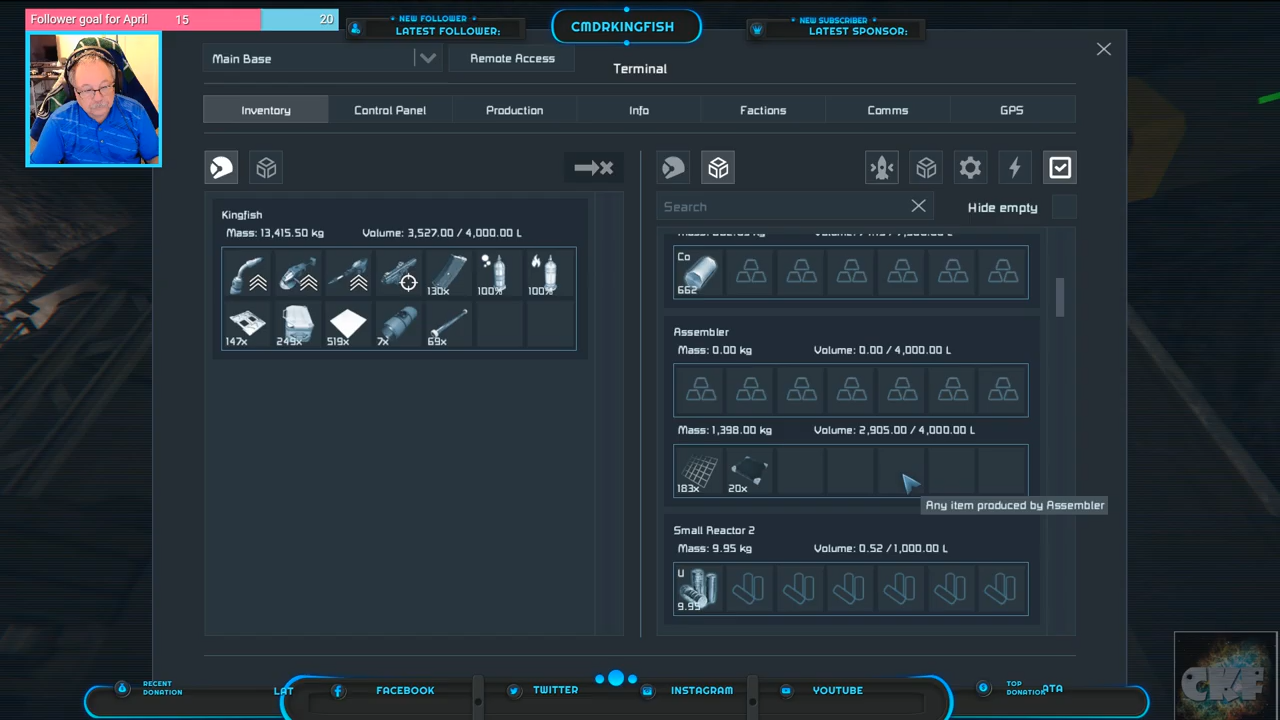 Follower goal for April 15 20
NEW FOLLOWER
LATEST FOLLOWER:
CMDRKINGFISH
NEW SUBSCRIBER
LATEST SPONSOR:
Main Base
Remote Access
Terminal
Inventory
Control Panel
Production
Info
Factions
Comms
GPS
Search
Hide empty
Kingfish
Mass: 13,415.50 kg Volume: 3,527.00 / 4,000.00 L
130x 100% 100%
147x 249x 519x 7x 69x
Co
662
Assembler
Mass: 0.00 kg Volume: 0.00 / 4,000.00 L
Mass: 1,398.00 kg Volume: 2,905.00 / 4,000.00 L
183x 20x
Any item produced by Assembler
Small Reactor 2
Mass: 9.95 kg Volume: 0.52 / 1,000.00 L
U
9.95
RECENT
DONATION
LAT
FACEBOOK
TWITTER
INSTAGRAM
YOUTUBE
TOP
DONATION
ATA
CKF